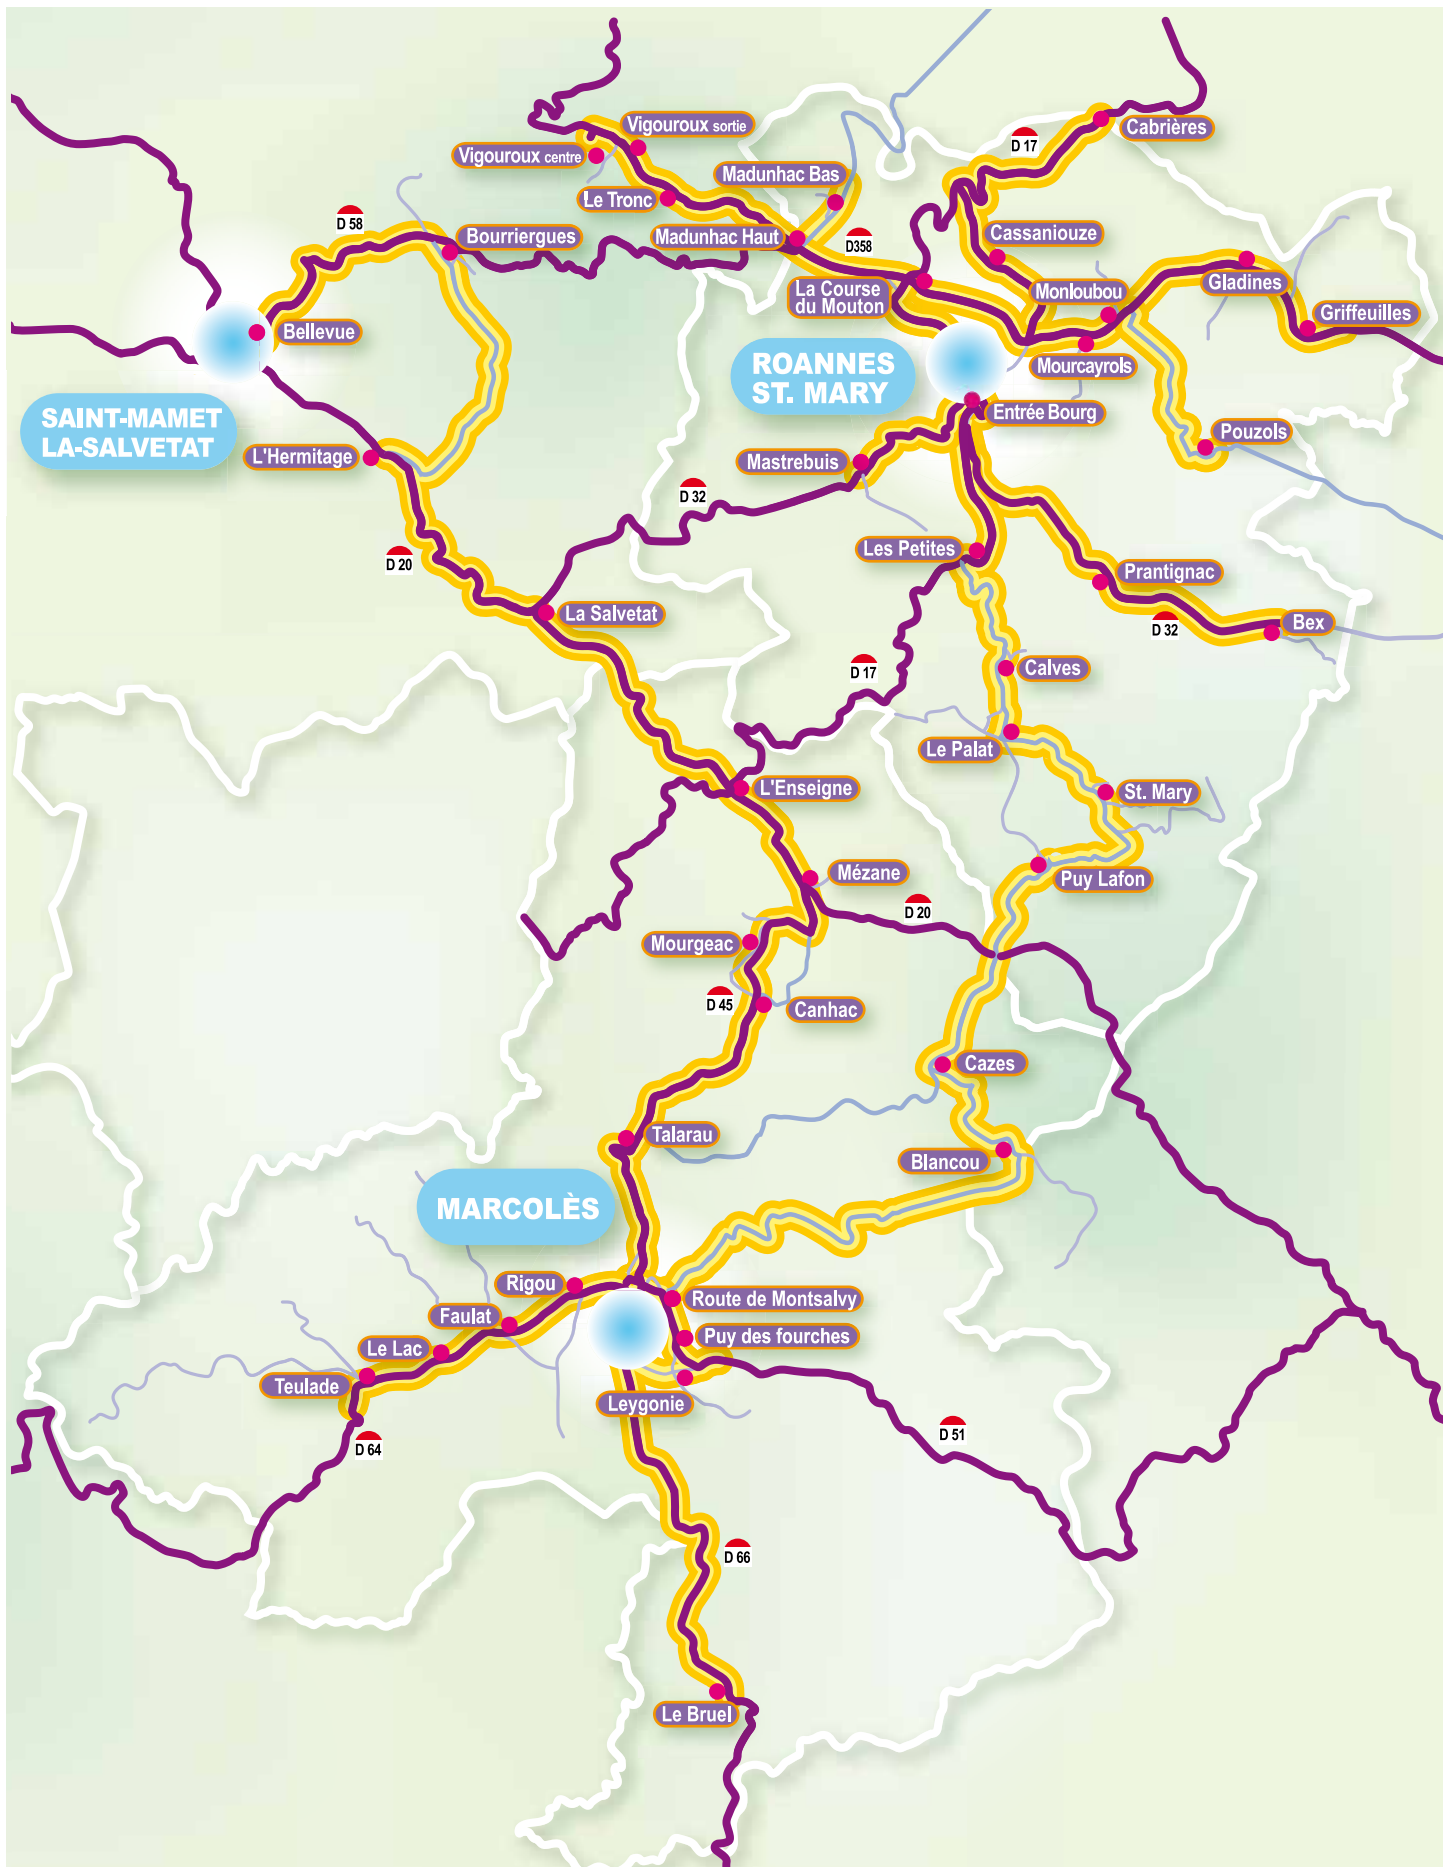 Vigouroux sortie
Cabrières
D 17
Vigouroux centre
Madunhac Bas
Le Tronc
D 58
Bourriergues
Madunhac Haut
D358
Cassaniouze
Gladines
La Course
du Mouton
Monloubou
Griffeuilles
Bellevue
ROANNES
ST. MARY
Mourcayrols
SAINT-MAMET
LA-SALVETAT
Entrée Bourg
Pouzols
L'Hermitage
Mastrebuis
D 32
Les Petites
D 20
Prantignac
La Salvetat
D 32
Bex
D 17
Calves
Le Palat
L'Enseigne
St. Mary
Mézane
Puy Lafon
D 20
Mourgeac
D 45
Canhac
Cazes
Talarau
Blancou
MARCOLÈS
Rigou
Route de Montsalvy
Faulat
Puy des fourches
Le Lac
Teulade
Leygonie
D 64
D 51
D 66
Le Bruel